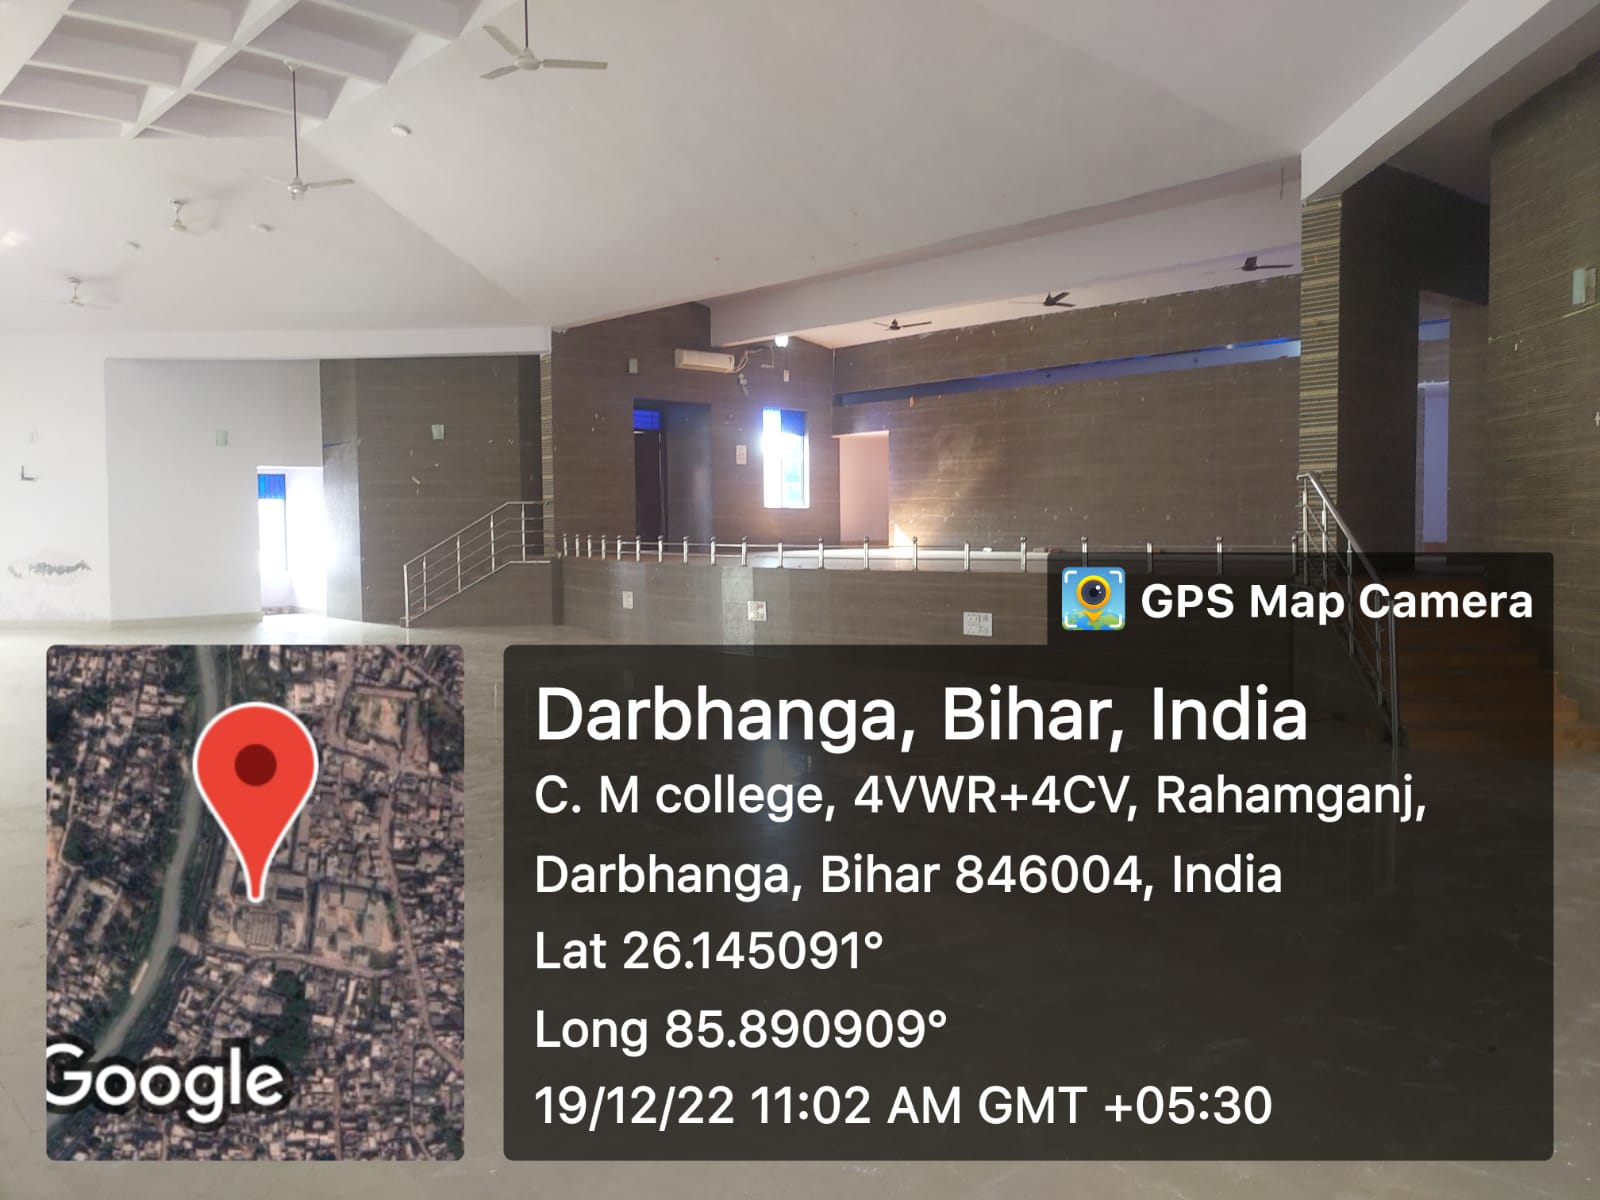 GPS Map Camera
Darbhanga, Bihar, India
C. M college, 4VWR+4CV, Rahamganj,
Darbhanga, Bihar 846004, India
Lat 26.145091°
Long 85.890909°
19/12/22 11:02 AM GMT +05:30
Google